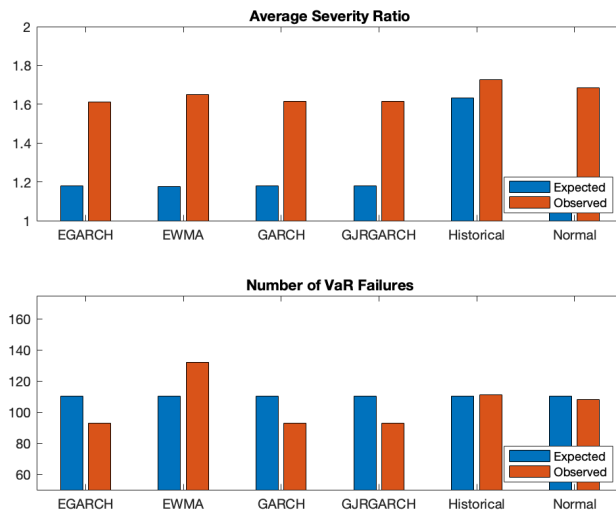 Average Severity Ratio
2
1.8
1.6
1.4
1.2
1
Expected
Observed
EGARCH EWMA GARCH GJRGARCH Historical Normal
Number of VaR Failures
160
140
120
100
80
60
Expected
Observed
EGARCH EWMA GARCH GJRGARCH Historical Normal